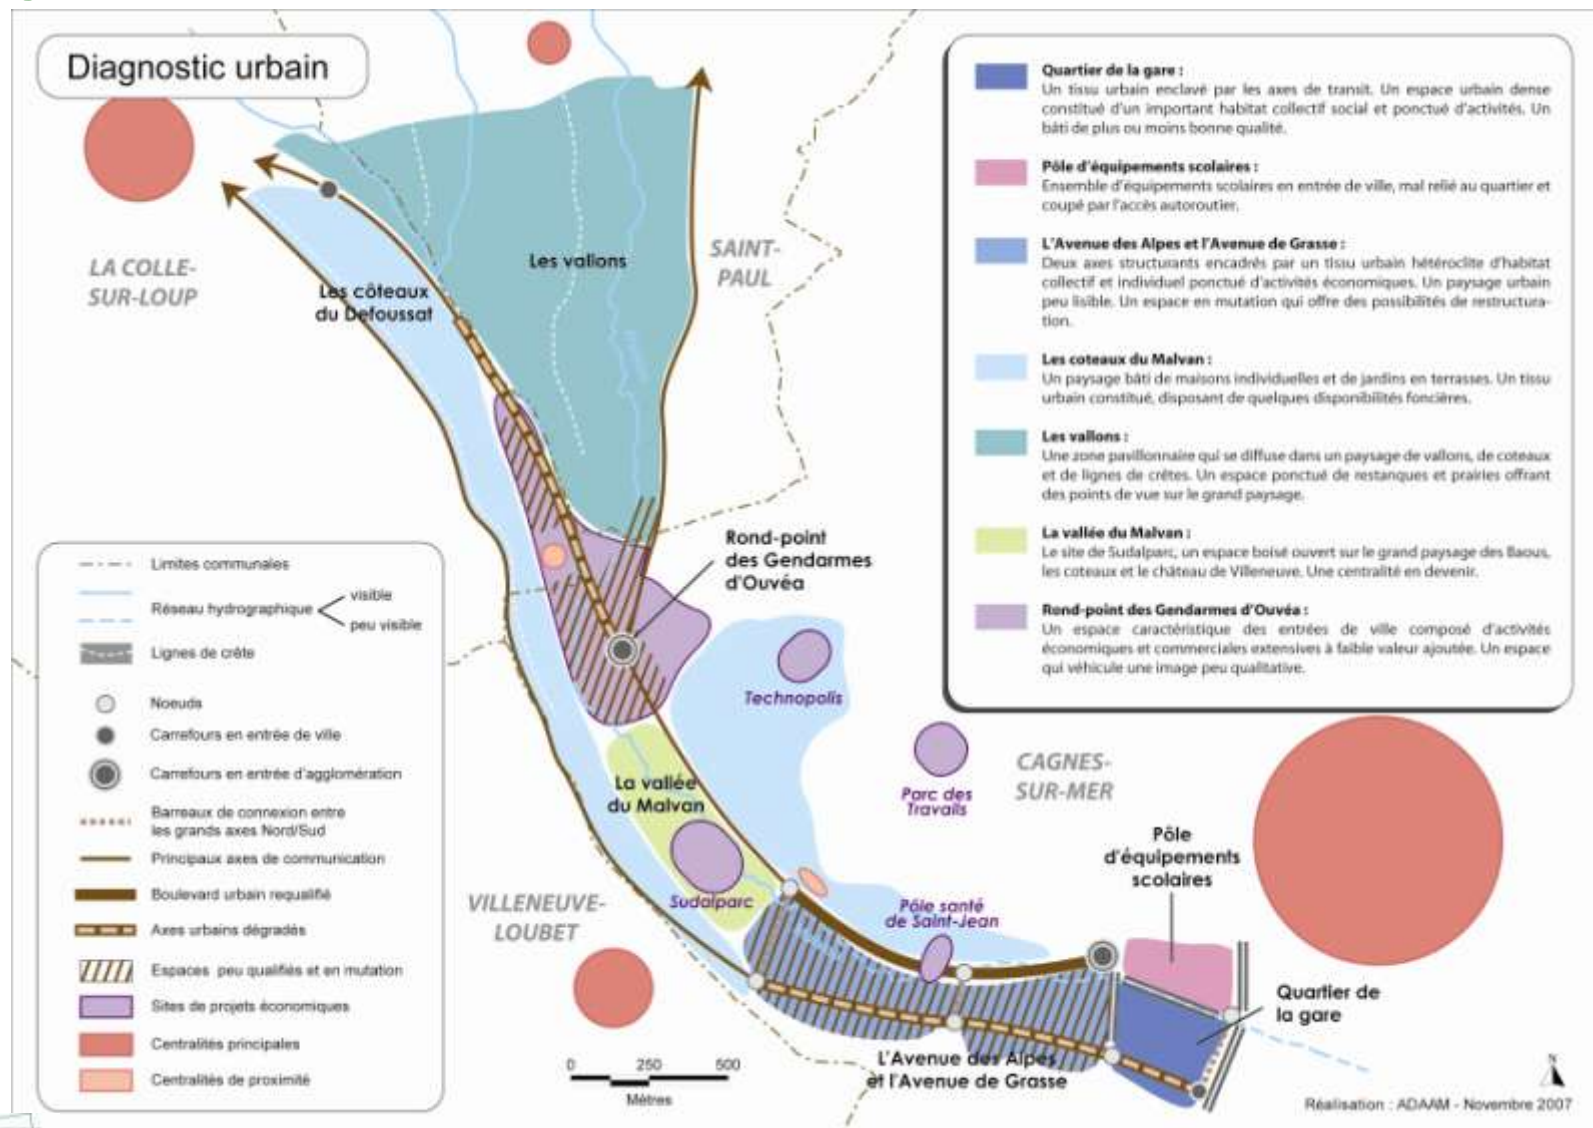 Diagnostic urbain
LA COLLE-
SUR-LOUP
Les côteaux
du Defoussat
Les vallons
SAINT-
PAUL
Rond-point
des Gendarmes
d'Ouvéa
Technopolis
La vallée
du Malvan
Sudalparc
Parc des
Travails
CAGNES-
SUR-MER
VILLENEUVE-
LOUBET
Pôle santé
de Saint-Jean
Pôle
d'équipements
scolaires
Quartier de
la gare
L'Avenue des Alpes
et l'Avenue de Grasse
Quartier de la gare :
Un tissu urbain enclavé par les axes de transit. Un espace urbain dense
constitué d'un important habitat collectif social et ponctué d'activités. Un
bâti de plus ou moins bonne qualité.
Pôle d'équipements scolaires :
Ensemble d'équipements scolaires en entrée de ville, mal relié au quartier et
coupé par l'accès autoroutier.
L'Avenue des Alpes et l'Avenue de Grasse :
Deux axes structurants encadrés par un tissu urbain hétéroclite d'habitat
collectif et individuel ponctué d'activités économiques. Un paysage urbain
peu lisible. Un espace en mutation qui offre des possibilités de restructura-
tion.
Les coteaux du Malvan :
Un paysage bâti de maisons individuelles et de jardins en terrasses. Un tissu
urbain constitué, disposant de quelques disponibilités foncières.
Les vallons :
Une zone pavillonnaire qui se diffuse dans un paysage de vallons, de coteaux
et de lignes de crêtes. Un espace ponctué de restanques et prairies offrant
des points de vue sur le grand paysage.
La vallée du Malvan :
Le site de Sudalparc, un espace boisé ouvert sur le grand paysage des Baous,
les coteaux et le château de Villeneuve. Une centralité en devenir.
Rond-point des Gendarmes d'Ouvéa :
Un espace caractéristique des entrées de ville composé d'activités
économiques et commerciales extensives à faible valeur ajoutée. Un espace
qui véhicule une image peu qualitative.
Limites communales
Réseau hydrographique
visible
peu visible
Lignes de crête
Noeuds
Carrefours en entrée de ville
Carrefours en entrée d'agglomération
Barreaux de connexion entre
les grands axes Nord/Sud
Principaux axes de communication
Boulevard urbain requalifié
Axes urbains dégradés
Espaces peu qualifiés et en mutation
Sites de projets économiques
Centralités principales
Centralités de proximité
0 250 500
Mètres
N
Réalisation : ADAAM - Novembre 2007